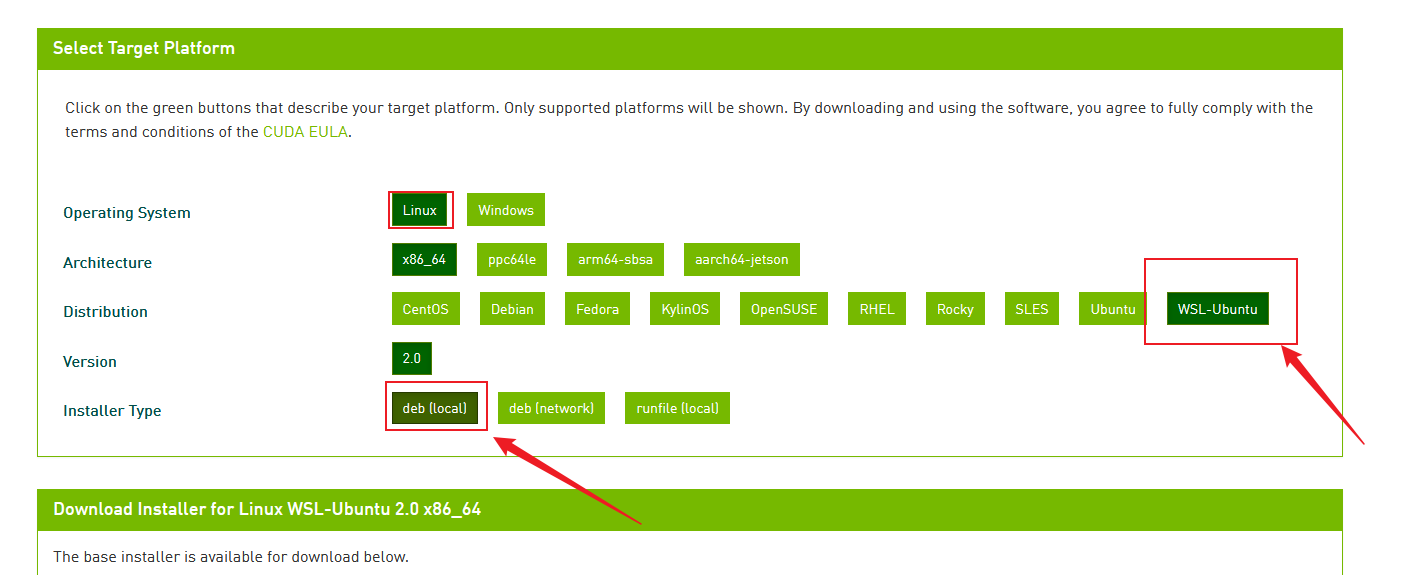 Select Target Platform
Click on the green buttons that describe your target platform. Only supported platforms will be shown. By downloading and using the software, you agree to fully comply with the
terms and conditions of the CUDA EULA.
Operating System Linux Windows
Architecture x86_64 ppc64le arm64-sbsa aarch64-jetson
Distribution CentOS Debian Fedora KylinOS OpenSUSE RHEL Rocky SLES Ubuntu WSL-Ubuntu
Version 2.0
Installer Type deb (local) deb (network) runfile (local)
Download Installer for Linux WSL-Ubuntu 2.0 x86_64
The base installer is available for download below.